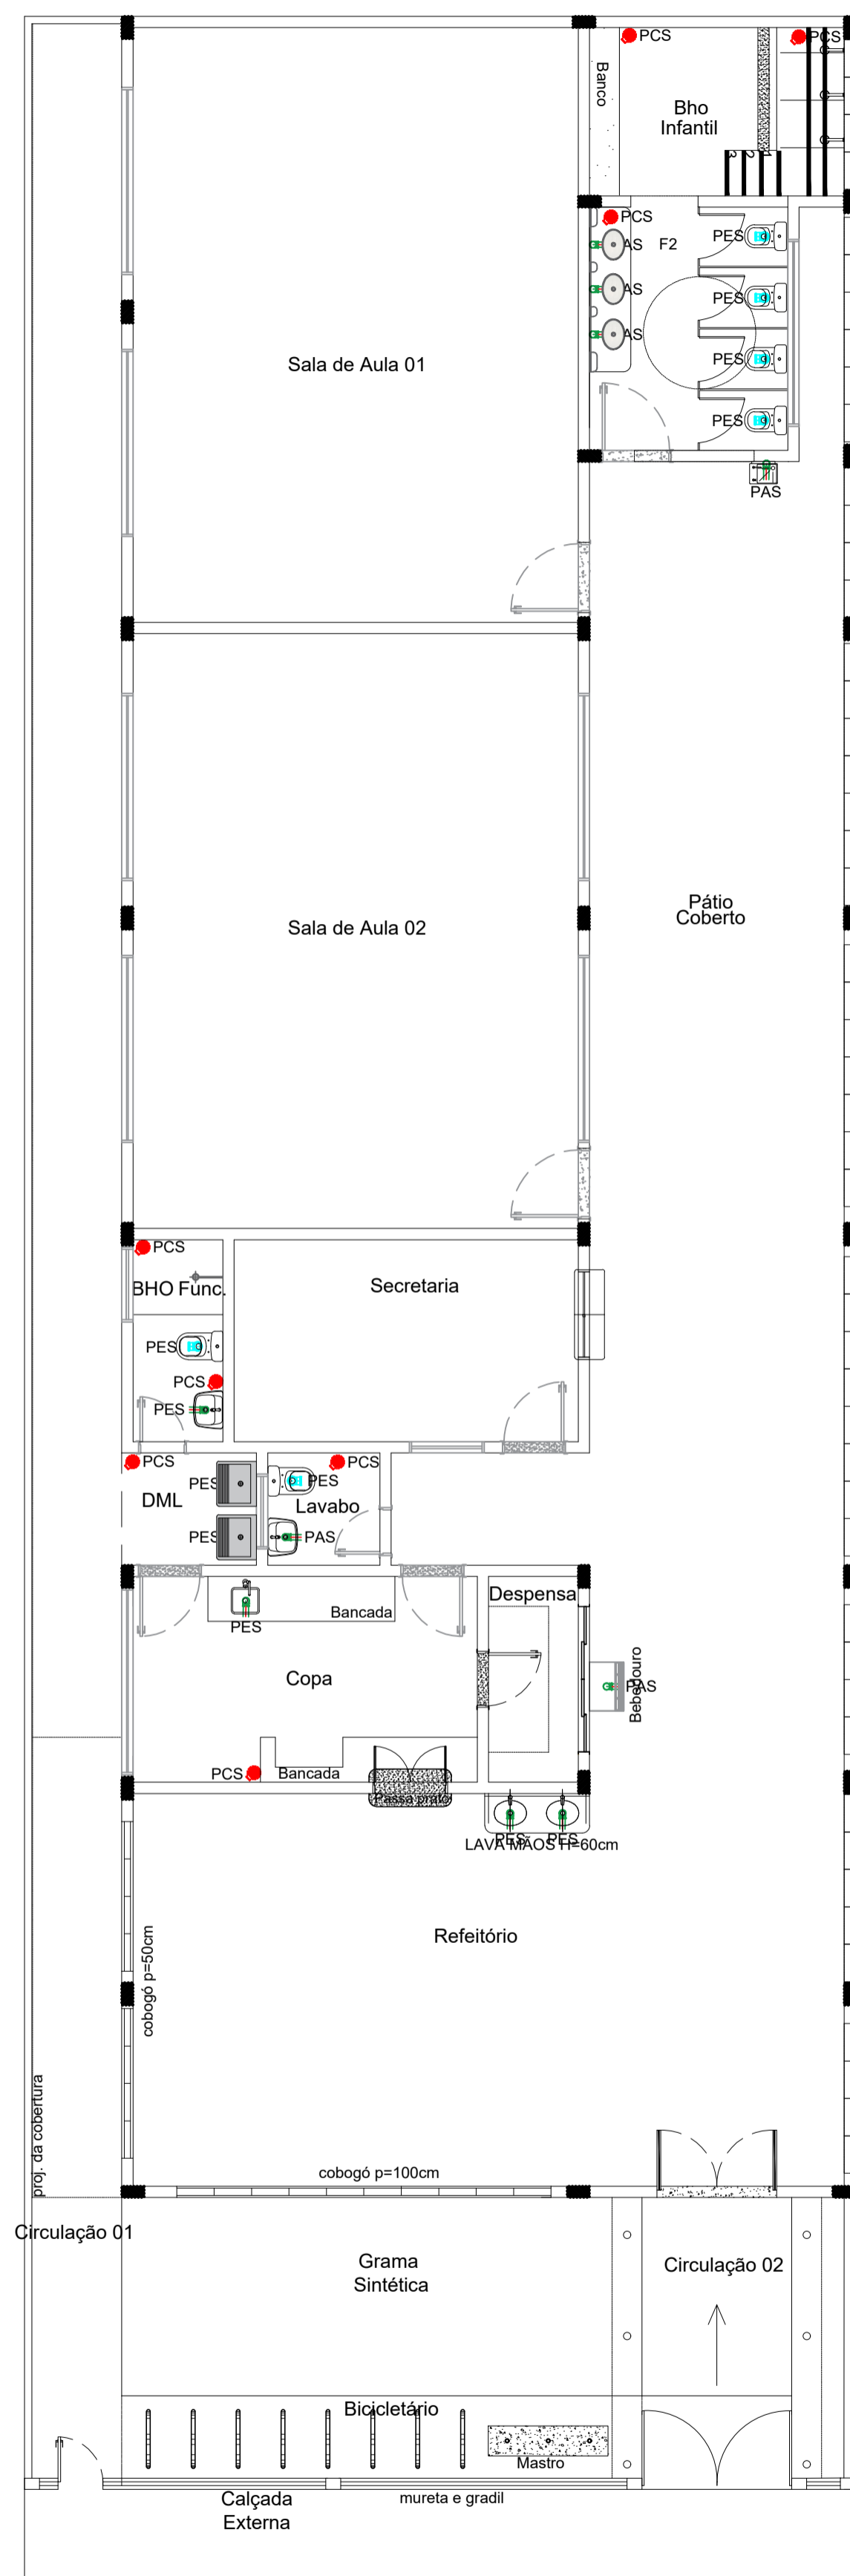 PCS
PCS
Banco
Bho
Infantil
3
2
1
PCS
AS
F2
PES
AS
PES
AS
PES
PES
Sala de Aula 01
PAS
Pátio
Coberto
Sala de Aula 02
PCS
BHO Func.
Secretaria
PES
PCS
PES
PCS
PCS
PES
PES
DML
Lavabo
PES
PAS
Despensa
Bancada
PES
Copa
PAS
Bebedouro
PCS
Bancada
Passa prato
PES
PES
LAVA MÃOS H=60cm
Refeitório
cobogó p=50cm
proj. da cobertura
cobogó p=100cm
Circulação 01
Grama
Sintética
Circulação 02
Bicicletário
Mastro
Calçada
Externa
mureta e gradil